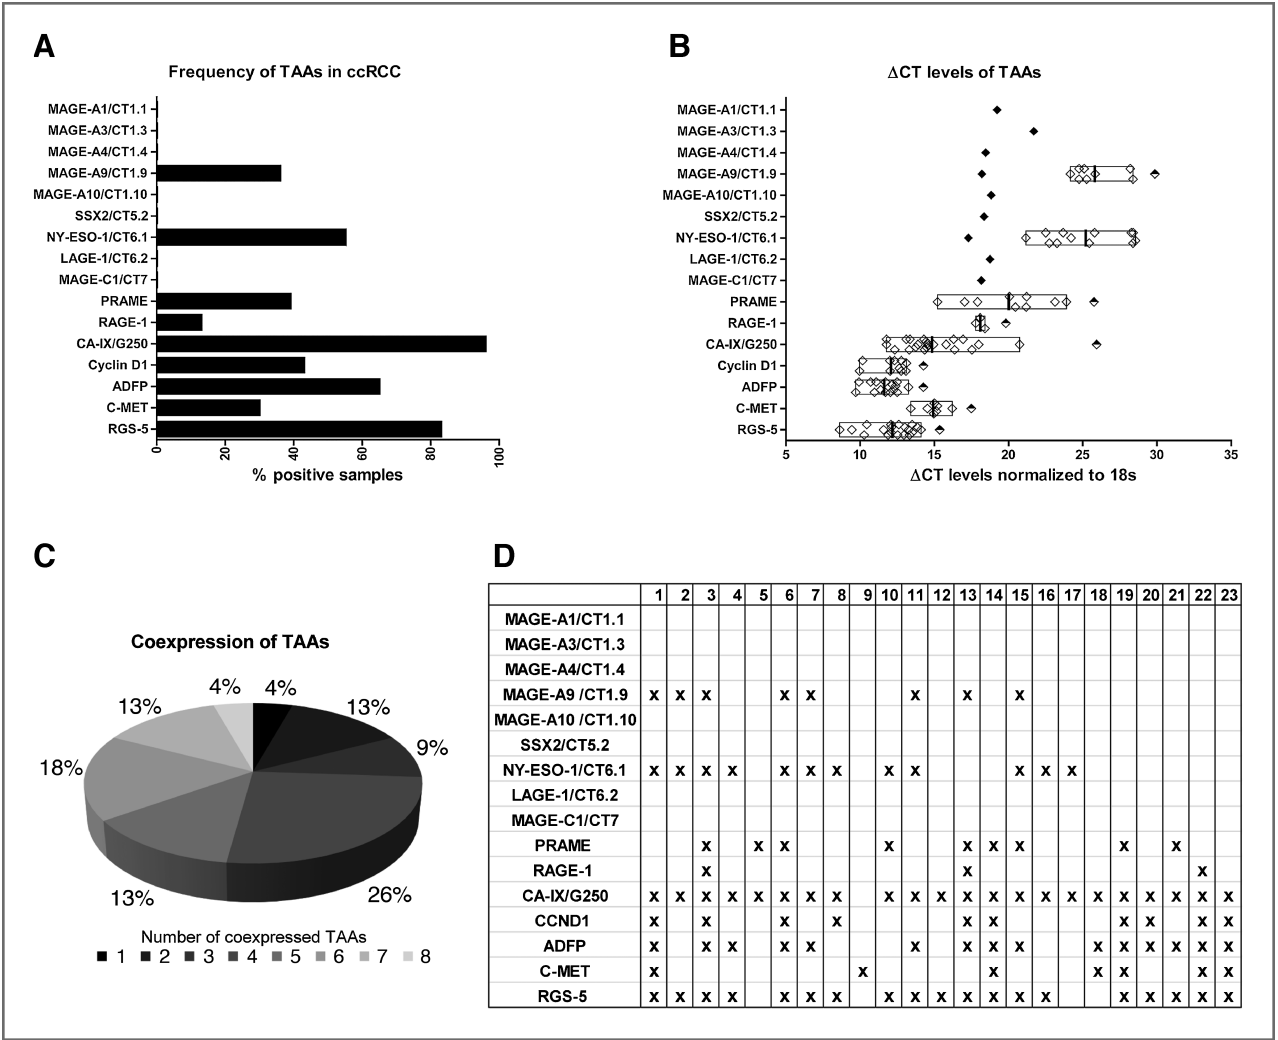 A
Frequency of TAAs in ccRCC
MAGE-A1/CT1.1
MAGE-A3/CT1.3
MAGE-A4/CT1.4
MAGE-A9/CT1.9
MAGE-A10/CT1.10
SSX2/CT5.2
NY-ESO-1/CT6.1
LAGE-1/CT6.2
MAGE-C1/CT7
PRAME
RAGE-1
CA-IX/G250
Cyclin D1
ADFP
C-MET
RGS-5
0 20 40 60 80 100
% positive samples
B
ΔCT levels of TAAs
MAGE-A1/CT1.1
MAGE-A3/CT1.3
MAGE-A4/CT1.4
MAGE-A9/CT1.9
MAGE-A10/CT1.10
SSX2/CT5.2
NY-ESO-1/CT6.1
LAGE-1/CT6.2
MAGE-C1/CT7
PRAME
RAGE-1
CA-IX/G250
Cyclin D1
ADFP
C-MET
RGS-5
5 10 15 20 25 30 35
ΔCT levels normalized to 18s
C
Coexpression of TAAs
4% 4%
13% 13%
9%
18%
13% 26%
Number of coexpressed TAAs
1 2 3 4 5 6 7 8
D
1 2 3 4 5 6 7 8 9 10 11 12 13 14 15 16 17 18 19 20 21 22 23
MAGE-A1/CT1.1
MAGE-A3/CT1.3
MAGE-A4/CT1.4
MAGE-A9 /CT1.9 x x x x x x x x
MAGE-A10 /CT1.10
SSX2/CT5.2
NY-ESO-1/CT6.1 x x x x x x x x x x x x
LAGE-1/CT6.2
MAGE-C1/CT7
PRAME x x x x x x x x x
RAGE-1 x x x
CA-IX/G250 x x x x x x x x x x x x x x x x x x x x x x
CCND1 x x x x x x x x x x
ADFP x x x x x x x x x x x x x x x
C-MET x x x x x x x
RGS-5 x x x x x x x x x x x x x x x x x x x